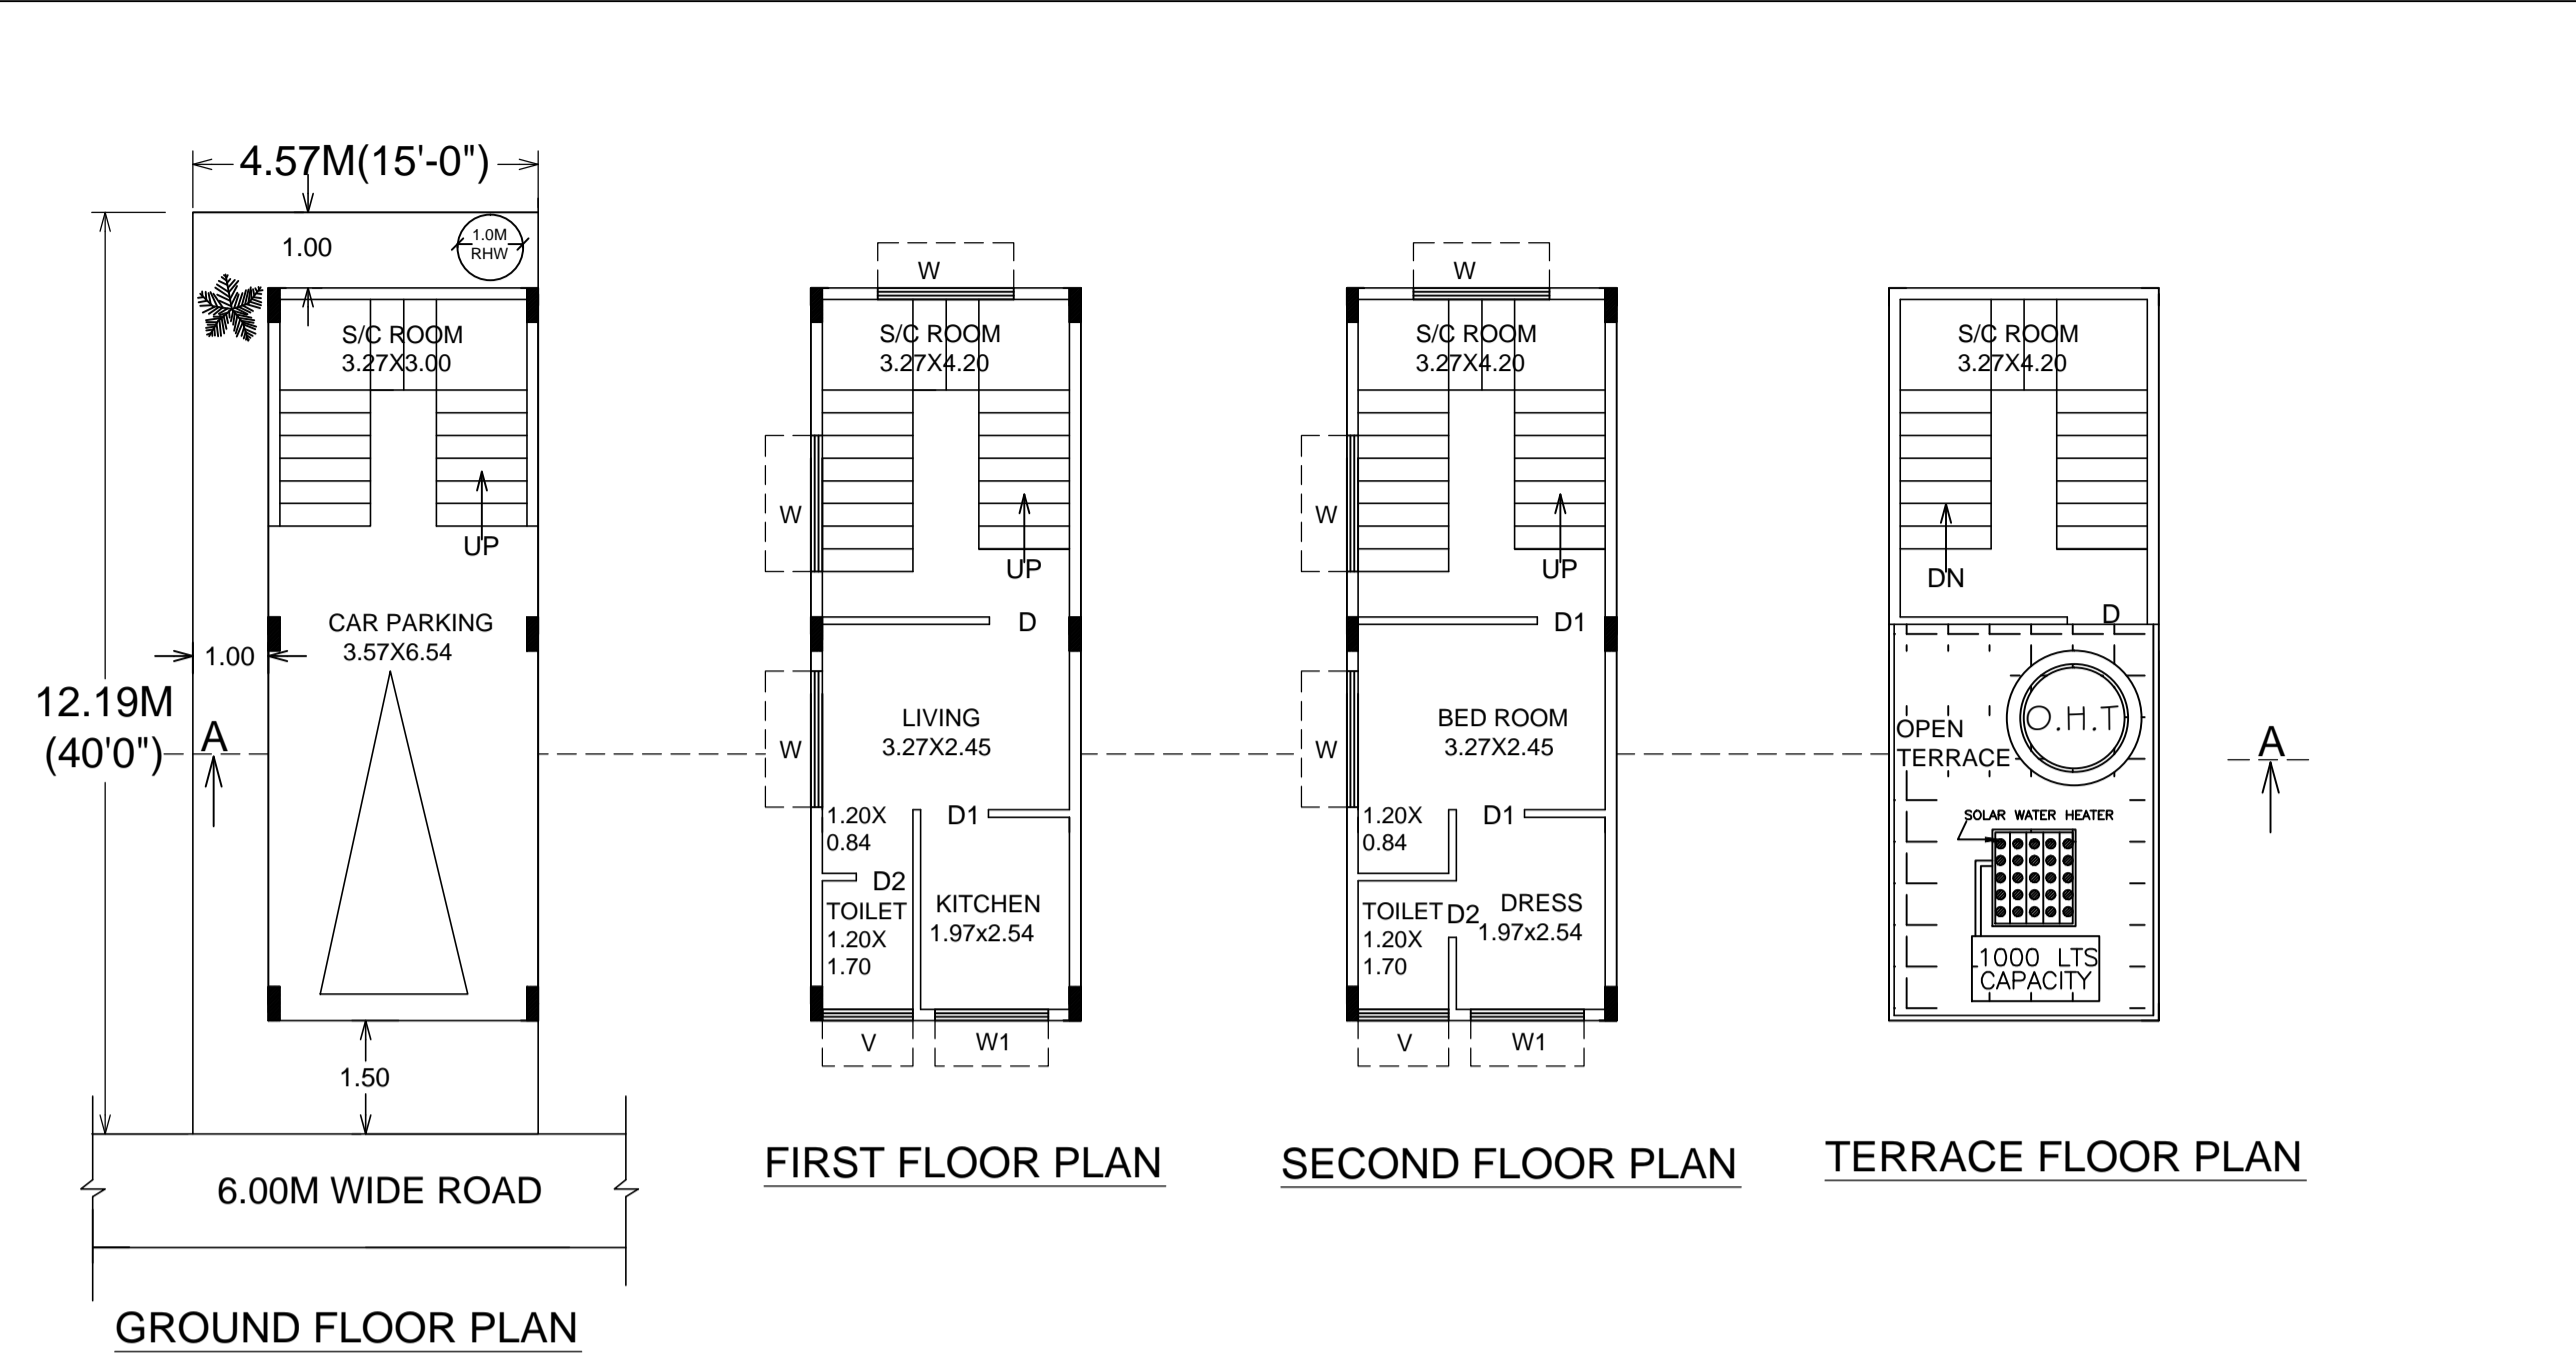 4.57M(15'-0")
1.00
1.0M
RHW
S/C ROOM
3.27X3.00
UP
CAR PARKING
3.57X6.54
1.00
12.19M
(40'0")
A
1.50
6.00M WIDE ROAD
GROUND FLOOR PLAN
W
S/C ROOM
3.27X4.20
W
UP
D
LIVING
3.27X2.45
W
1.20X
0.84
D1
D2
TOILET
1.20X
1.70
KITCHEN
1.97x2.54
V
W1
FIRST FLOOR PLAN
W
S/C ROOM
3.27X4.20
W
UP
D1
BED ROOM
3.27X2.45
W
1.20X
0.84
D1
TOILET
1.20X
1.70
D2
DRESS
1.97x2.54
V
W1
SECOND FLOOR PLAN
S/C ROOM
3.27X4.20
DN
D
OPEN
TERRACE
O.H.T
A
SOLAR WATER HEATER
1000 LTS
CAPACITY
TERRACE FLOOR PLAN